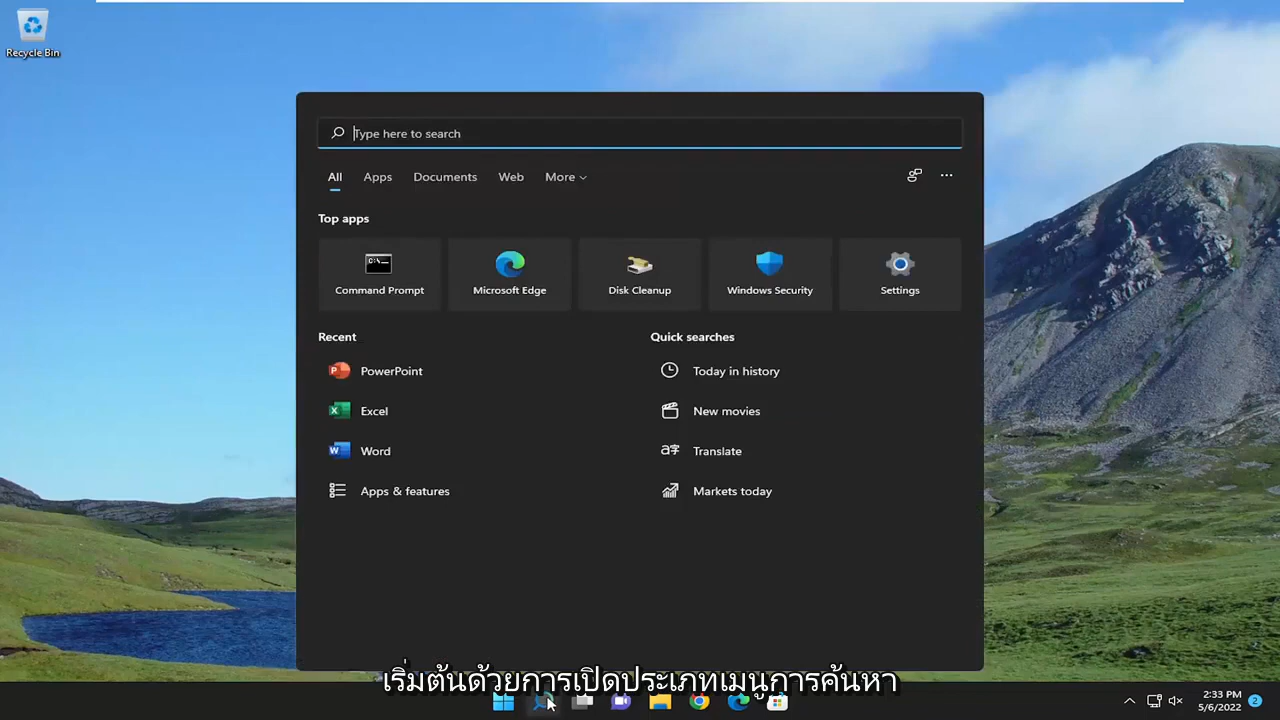 Recycle Bin
Type here to search
All Apps Documents Web More
Top apps
Command Prompt Microsoft Edge Disk Cleanup Windows Security Settings
Recent Quick searches
PowerPoint Today in history
Excel New movies
Word Translate
Apps & features Markets today
เริ่มต้นด้วยการเปิดประเภทเมนูการค้นหา
2:33 PM
5/6/2022 2